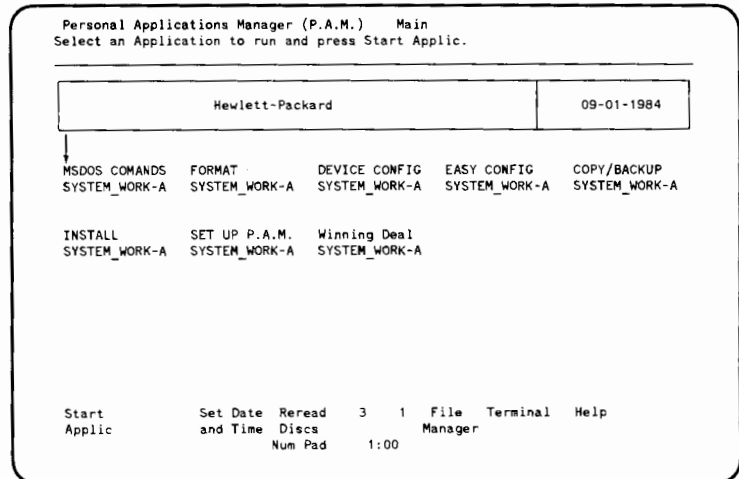 Personal Applications Manager (P.A.M.) Main
Select an Application to run and press Start Applic.
Hewlett-Packard 09-01-1984
MSDOS COMANDS FORMAT DEVICE CONFIG EASY CONFIG COPY/BACKUP
SYSTEM_WORK-A SYSTEM_WORK-A SYSTEM_WORK-A SYSTEM_WORK-A SYSTEM_WORK-A
INSTALL SET UP P.A.M. Winning Deal
SYSTEM_WORK-A SYSTEM_WORK-A SYSTEM_WORK-A
Start Set Date Reread 3 1 File Terminal Help
Applic and Time Discs Manager
Num Pad 1:00